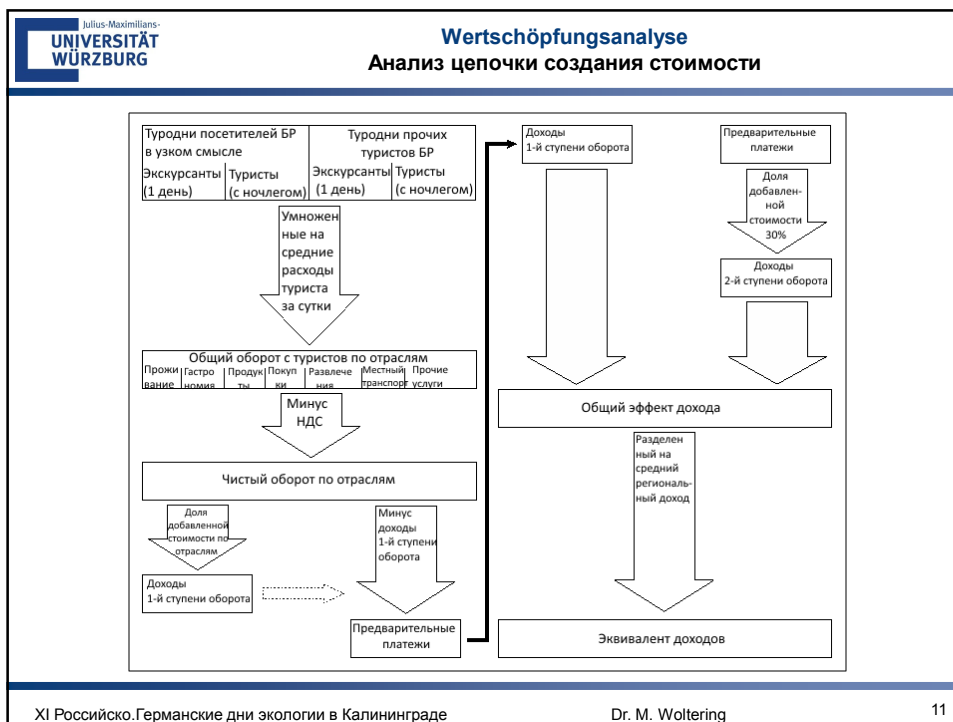 Julius-Maximilians-
UNIVERSITÄT
WÜRZBURG
Wertschöpfungsanalyse
Анализ цепочки создания стоимости
Туродни посетителей БР
в узком смысле
Туродни прочих
туристов БР
Экскурсанты
(1 день)
Туристы
(с ночлегом)
Экскурсанты
(1 день)
Туристы
(с ночлегом)
Умножен
ные на
средние
расходы
туриста
за сутки
Общий оборот с туристов по отраслям
Прожи
вание
Гастро
номия
Продук
ты
Покуп
ки
Развлече
ния
Местный
транспорт
Прочие
услуги
Минус
НДС
Чистый оборот по отраслям
Доля
добавленной
стоимости по
отраслям
Минус
доходы
1-й ступени
оборота
Доходы
1-й ступени оборота
Предварительные
платежи
Доходы
1-й ступени оборота
Предварительные
платежи
Доля
добавлен-
ной
стоимости
30%
Доходы
2-й ступени оборота
Общий эффект дохода
Разделен
ный на
средний
региональ-
ный доход
Эквивалент доходов
XI Российско.Германские дни экологии в Калининграде
Dr. M. Woltering
11